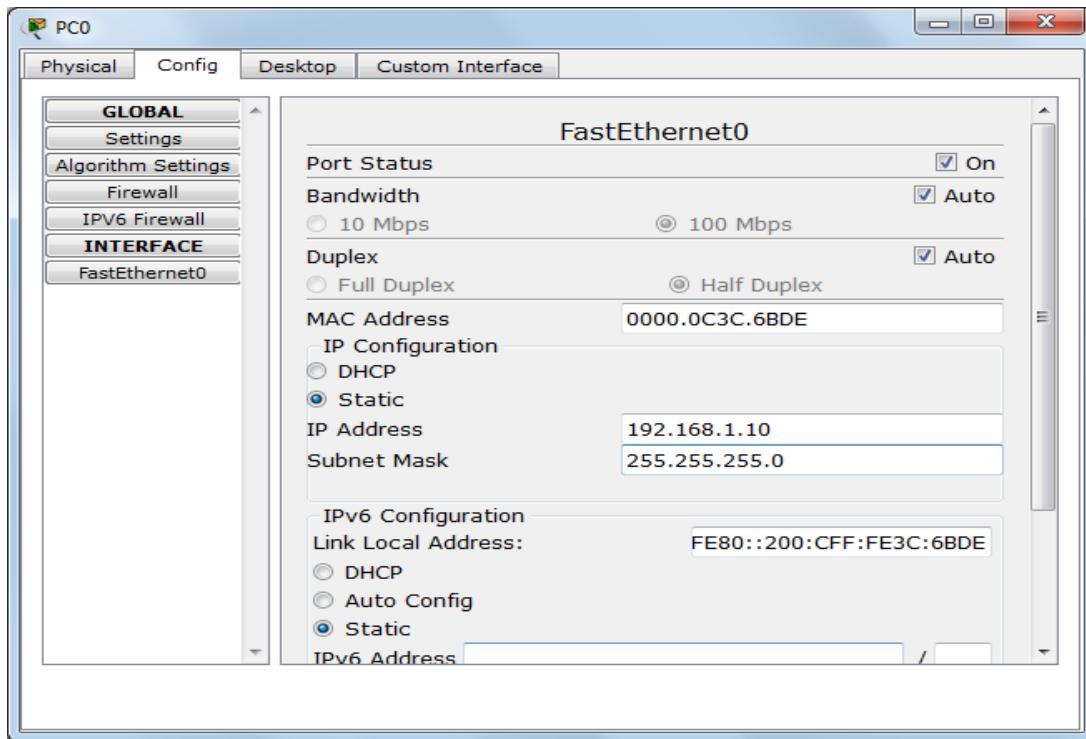 PC0
Physical Config Desktop Custom Interface
GLOBAL
Settings
Algorithm Settings
Firewall
IPV6 Firewall
INTERFACE
FastEthernet0
FastEthernet0
Port Status On
Bandwidth Auto
10 Mbps 100 Mbps
Duplex Auto
Full Duplex Half Duplex
MAC Address 0000.0C3C.6BDE
IP Configuration
DHCP
Static
IP Address 192.168.1.10
Subnet Mask 255.255.255.0
IPv6 Configuration
Link Local Address: FE80::200:CFF:FE3C:6BDE
DHCP
Auto Config
Static
IPv6 Address /